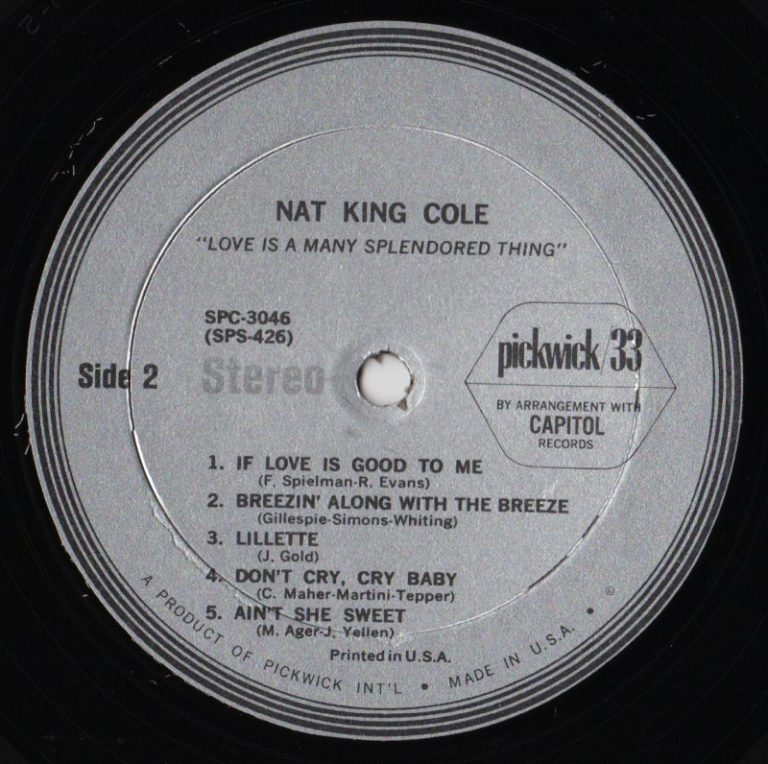 NAT KING COLE
"LOVE IS A MANY SPLENDORED THING"
SPC-3046
(SPS-426)
Side 2
Stereo
pickwick/33
BY ARRANGEMENT WITH
CAPITOL
RECORDS
1. IF LOVE IS GOOD TO ME
(F. Spielman-R. Evans)
2. BREEZIN' ALONG WITH THE BREEZE
(Gillespie-Simons-Whiting)
3. LILLETTE
(J. Gold)
4. DON'T CRY, CRY BABY
(C. Maher-Martini-Tepper)
5. AIN'T SHE SWEET
(M. Ager-J. Yellen)
Printed in U.S.A.
A PRODUCT OF PICKWICK INT'L • MADE IN U.S.A. • ®